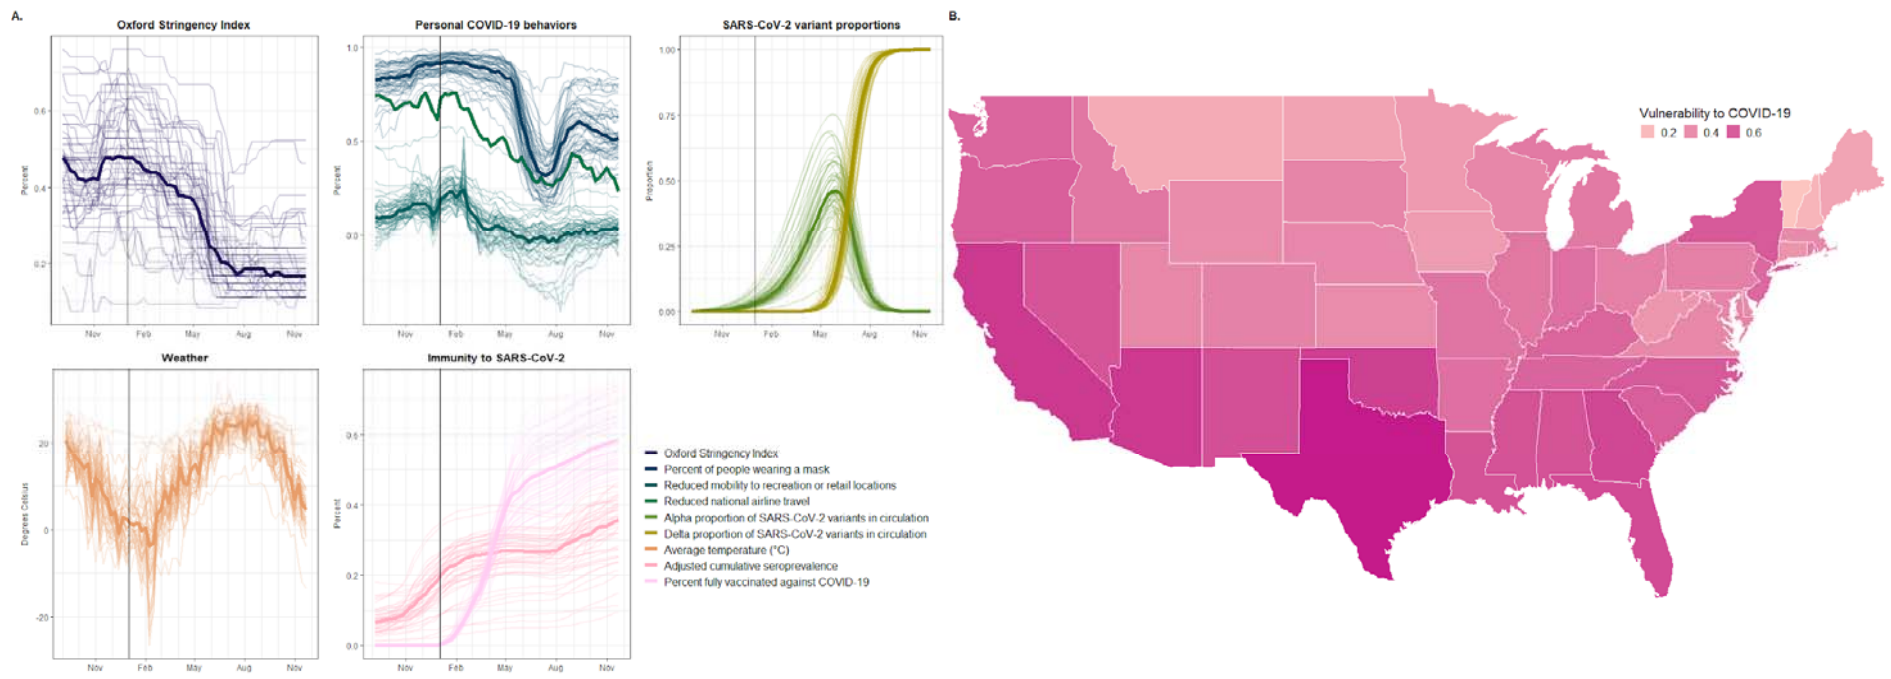 A.
Oxford Stringency Index
Percent
0.6
0.4
0.2
Nov Feb May Aug Nov
Personal COVID-19 behaviors
Percent
1.0
0.5
0.0
Nov Feb May Aug Nov
SARS-CoV-2 variant proportions
Proportion
1.00
0.75
0.50
0.25
0.00
Nov Feb May Aug Nov
Weather
Degrees Celsius
20
0
-20
Nov Feb May Aug Nov
Immunity to SARS-CoV-2
Percent
0.6
0.4
0.2
0.0
Nov Feb May Aug Nov
Oxford Stringency Index
Percent of people wearing a mask
Reduced mobility to recreation or retail locations
Reduced national airline travel
Alpha proportion of SARS-CoV-2 variants in circulation
Delta proportion of SARS-CoV-2 variants in circulation
Average temperature (°C)
Adjusted cumulative seroprevalence
Percent fully vaccinated against COVID-19
B.
Vulnerability to COVID-19
0.2 0.4 0.6